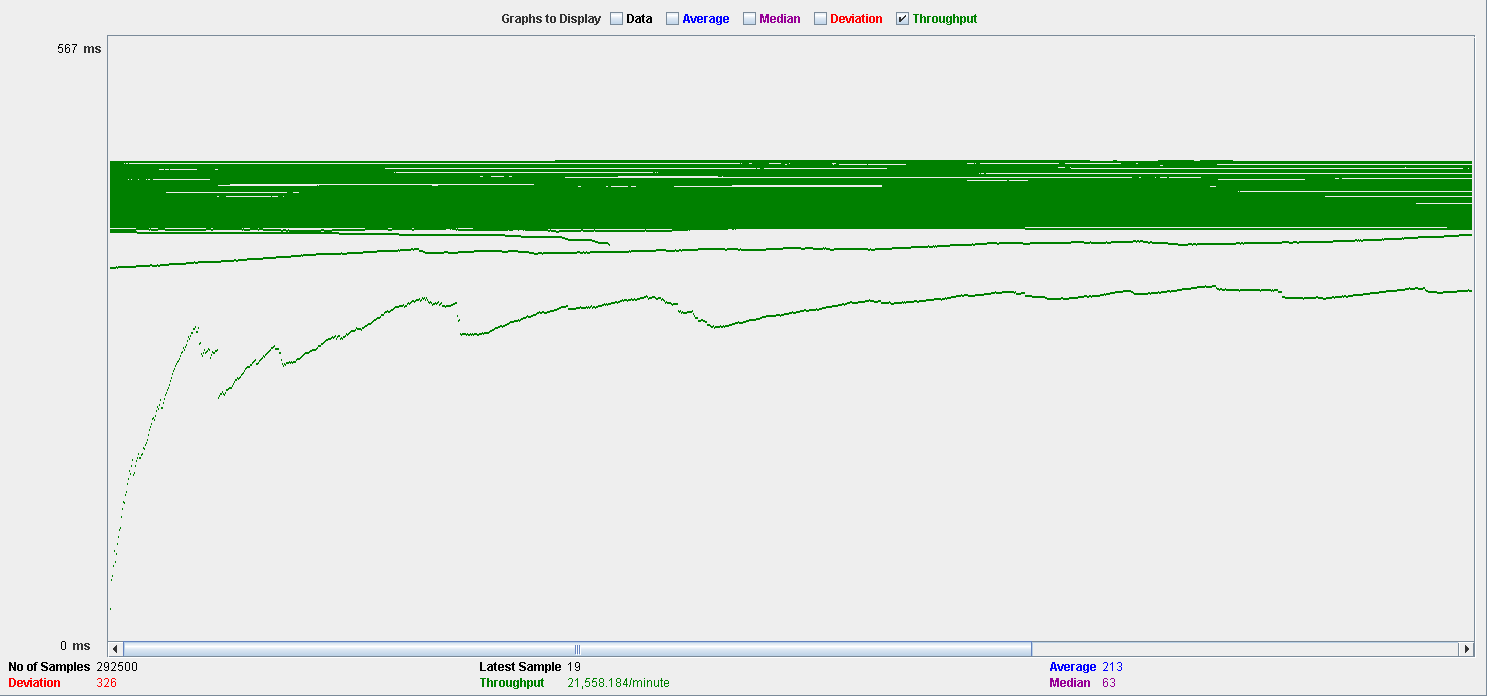 Graphs to Display Data Average Median Deviation Throughput
567 ms
0 ms
No of Samples 292500 Latest Sample 19 Average 213
Deviation 326 Throughput 21,558.184/minute Median 63